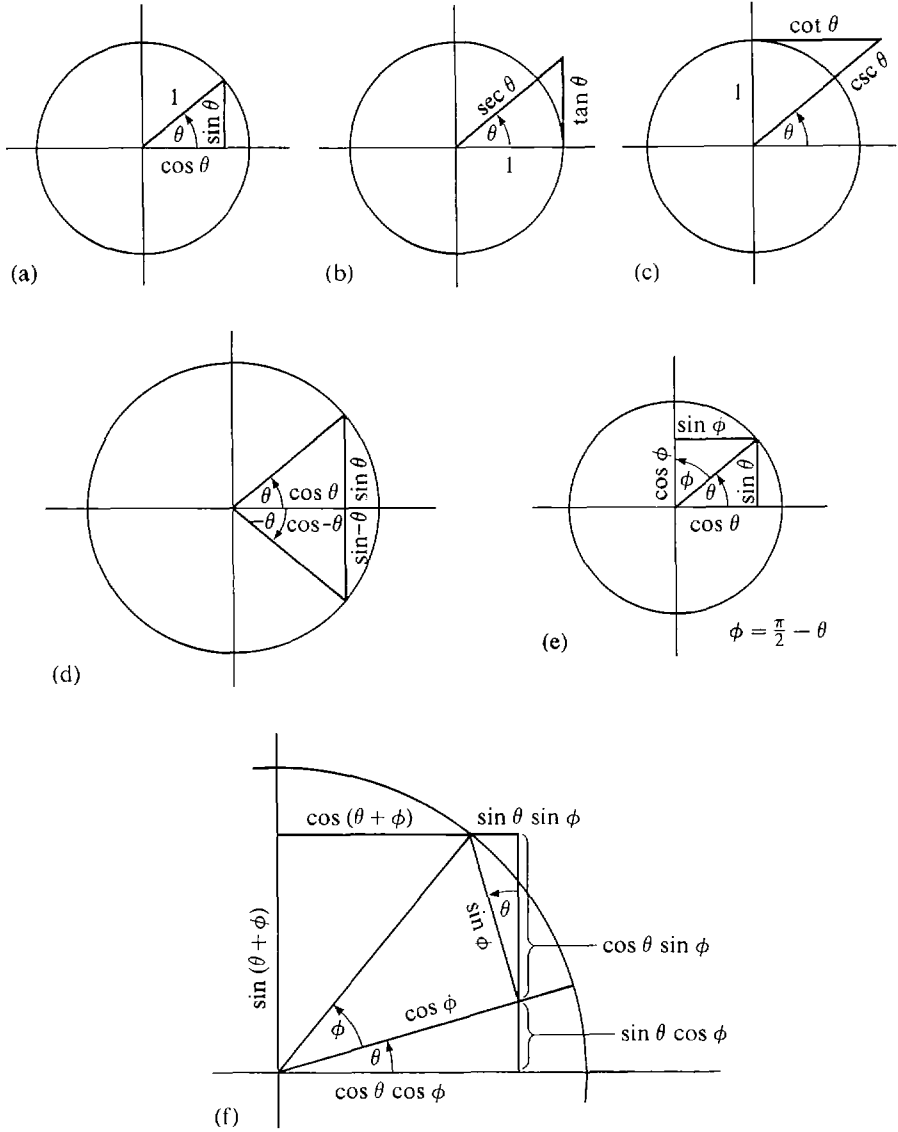 1
θ
sin θ
cos θ
(a)
sec θ
θ
tan θ
1
(b)
cot θ
1
csc θ
θ
(c)
θ
cos θ
sin θ
-θ
cos-θ
sin-θ
(d)
sin φ
cos φ
φ
θ
sin θ
cos θ
(e)
φ = π/2 − θ
cos (θ + φ)
sin θ sin φ
sin (θ + φ)
θ
sin φ
cos θ sin φ
cos φ
φ
θ
sin θ cos φ
cos θ cos φ
(f)